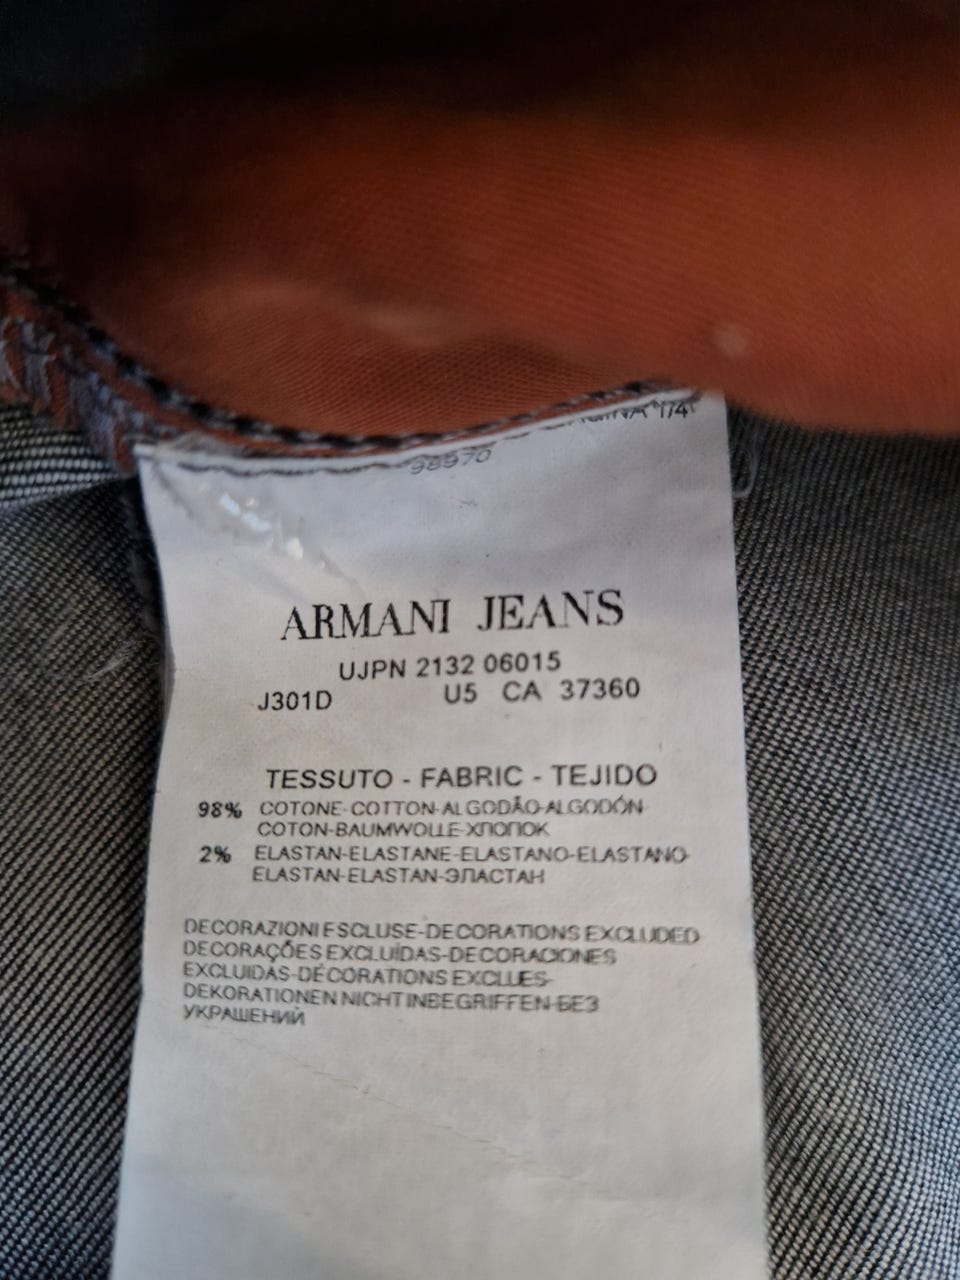 98970
ARMANI JEANS
UJPN 2132 06015
J301D U5 CA 37360
TESSUTO - FABRIC - TEJIDO
98% COTONE-COTTON-ALGODÃO-ALGODÓN
COTON-BAUMWOLLE-ХЛОПОК
2% ELASTAN-ELASTANE-ELASTANO-ELASTANO
ELASTAN-ELASTAN-ЭЛАСТАН
DECORAZIONI ESCLUSE-DECORATIONS EXCLUDED
DECORAÇÕES EXCLUÍDAS-DECORACIONES
EXCLUIDAS-DÉCORATIONS EXCLUES-
DEKORATIONEN NICHT INBEGRIFFEN-БЕЗ
УКРАШЕНИЙ